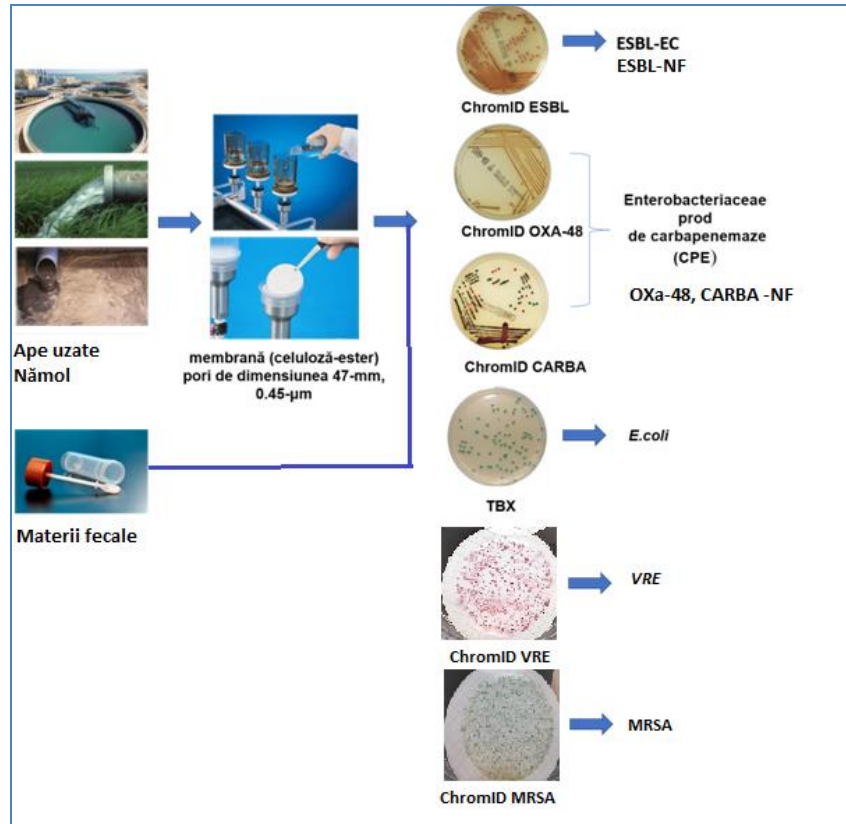 Ape uzate
Nămol
Materii fecale
membrană (celuloză-ester)
pori de dimensiunea 47-mm,
0.45-µm
ChromID ESBL
ESBL-EC
ESBL-NF
ChromID OXA-48
ChromID CARBA
Enterobacteriaceae
prod
de carbapenemaze
(CPE)
OXa-48, CARBA -NF
TBX
E.coli
ChromID VRE
VRE
ChromID MRSA
MRSA